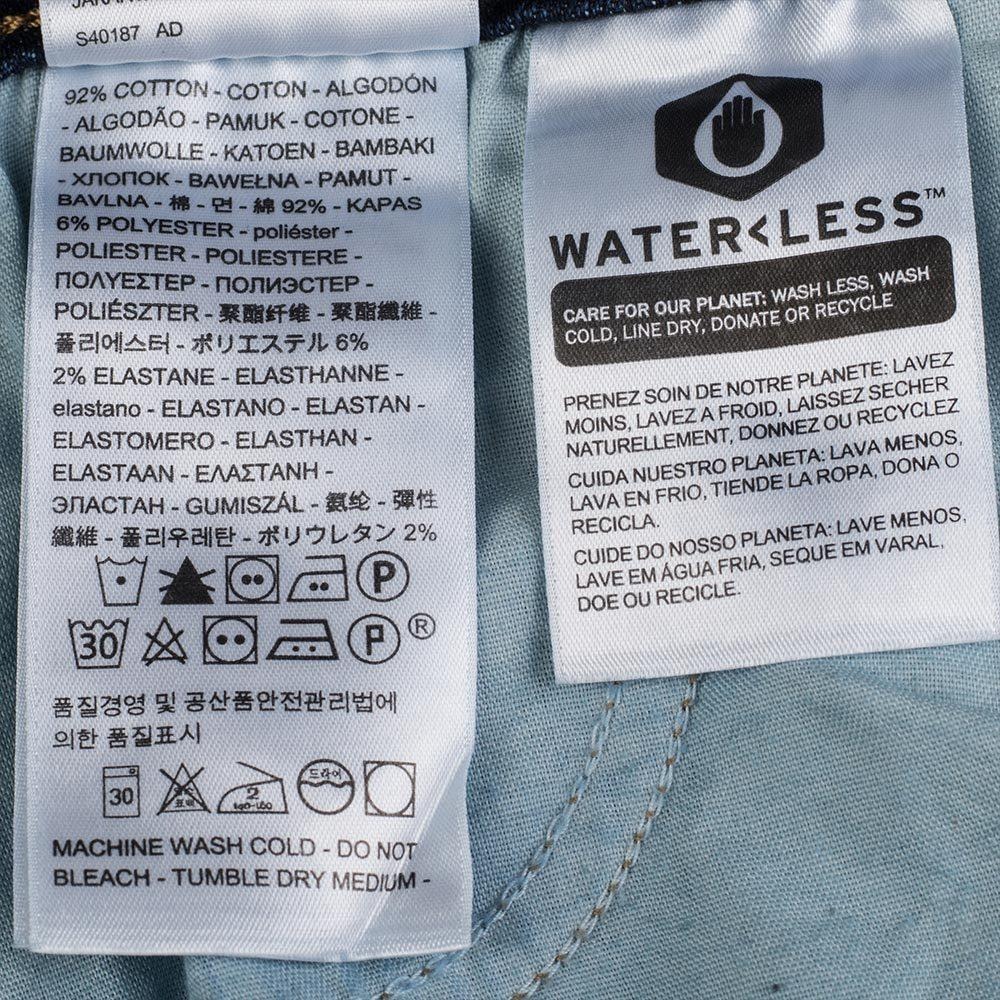 S40187 AD
92% COTTON - COTON - ALGODÓN
- ALGODÃO - PAMUK - COTONE -
BAUMWOLLE - KATOEN - BAMBAKI
- ХЛОПОК - BAWEŁNA - PAMUT -
BAVLNA - 棉 - 면 - 綿 92% - KAPAS
6% POLYESTER - poliéster -
POLIESTER - POLIESTERE -
ΠΟΛΥΕΣΤΕΡ - ПОЛИЭСТЕР -
POLIÉSZTER - 聚酯纤维 - 聚酯纖維 -
폴리에스터 - ポリエステル 6%
2% ELASTANE - ELASTHANNE -
elastano - ELASTANO - ELASTAN -
ELASTOMERO - ELASTHAN -
ELASTAAN - ΕΛΑΣΤΑΝΗ -
ЭЛАСТАН - GUMISZÁL - 氨纶 - 彈性
纖維 - 폴리우레탄 - ポリウレタン 2%
P
30 P ®
품질경영 및 공산품안전관리법에
의한 품질표시
30 표백 2 140-160 드라이
MACHINE WASH COLD - DO NOT
BLEACH - TUMBLE DRY MEDIUM -
WATER<LESS™
CARE FOR OUR PLANET: WASH LESS, WASH
COLD, LINE DRY, DONATE OR RECYCLE
PRENEZ SOIN DE NOTRE PLANETE: LAVEZ
MOINS, LAVEZ A FROID, LAISSEZ SECHER
NATURELLEMENT, DONNEZ OU RECYCLEZ
CUIDA NUESTRO PLANETA: LAVA MENOS,
LAVA EN FRIO, TIENDE LA ROPA, DONA O
RECICLA.
CUIDE DO NOSSO PLANETA: LAVE MENOS,
LAVE EM ÁGUA FRIA, SEQUE EM VARAL,
DOE OU RECICLE.